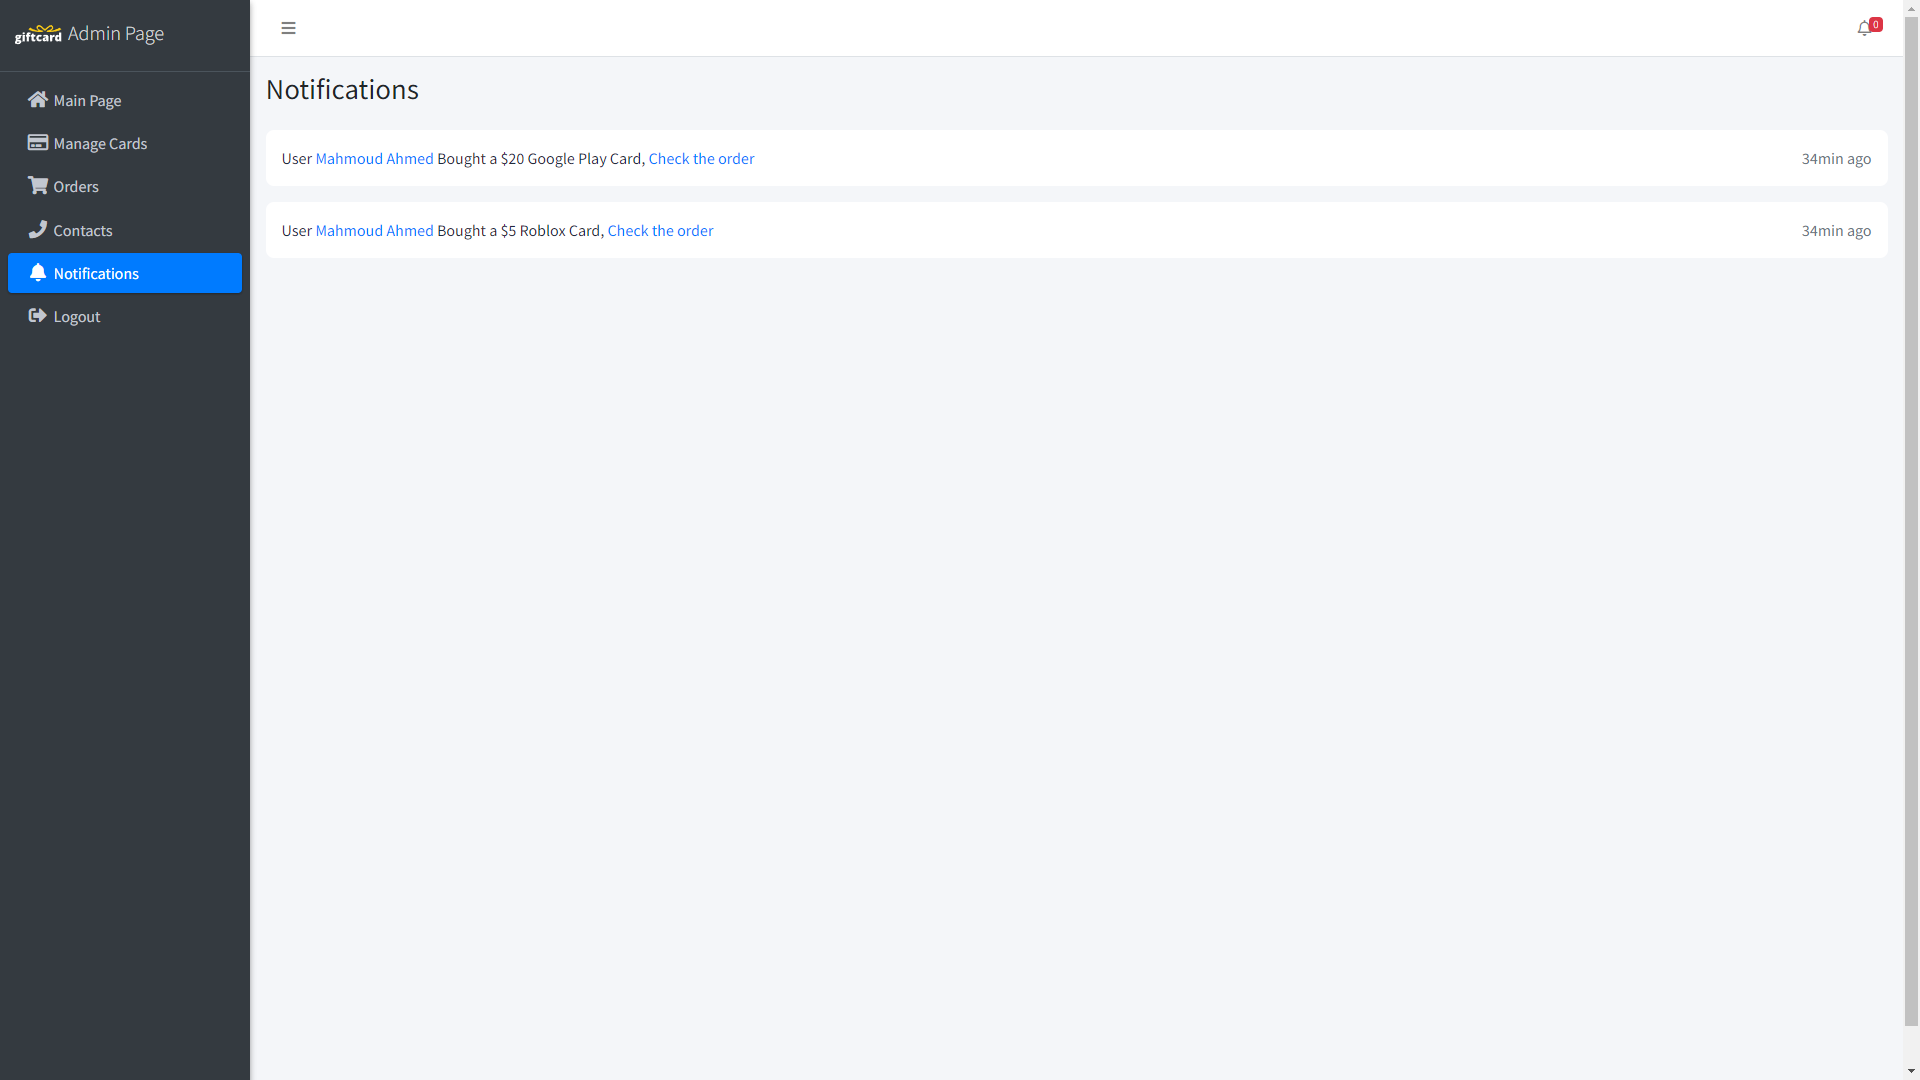 giftcard Admin Page
0
Main Page
Manage Cards
Orders
Contacts
Notifications
Logout
Notifications
User Mahmoud Ahmed Bought a $20 Google Play Card, Check the order 34min ago
User Mahmoud Ahmed Bought a $5 Roblox Card, Check the order 34min ago